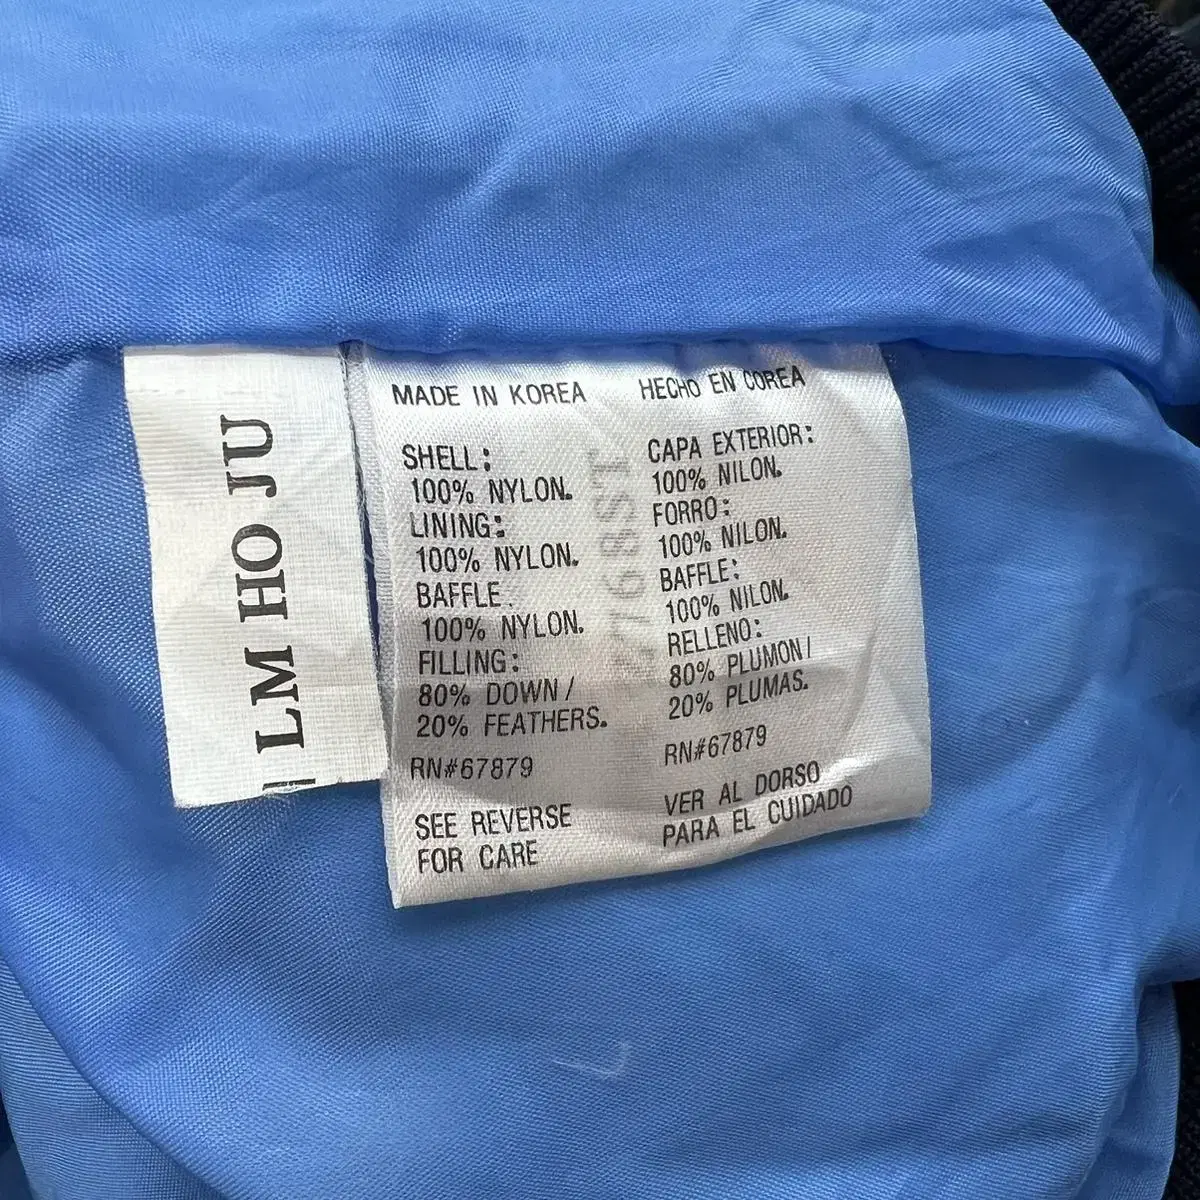 LM HO JU
MADE IN KOREA
SHELL:
100% NYLON.
LINING:
100% NYLON.
BAFFLE.
100% NYLON.
FILLING:
80% DOWN/
20% FEATHERS.
RN#67879
SEE REVERSE
FOR CARE
HECHO EN COREA
CAPA EXTERIOR:
100% NILON.
FORRO:
100% NILON.
BAFFLE:
100% NILON.
RELLENO:
80% PLUMON/
20% PLUMAS.
RN#67879
VER AL DORSO
PARA EL CUIDADO